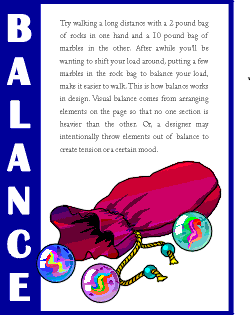 BALANCE
Try walking a long distance with a 2 pound bag
of rocks in one hand and a 10 pound bag of
marbles in the other. After awhile you'll be
wanting to shift your load around, putting a few
marbles in the rock bag to balance your load,
make it easier to walk. This is how balance works
in design. Visual balance comes from arranging
elements on the page so that no one section is
heavier than the other. Or, a designer may
intentionally throw elements out of balance to
create tension or a certain mood.